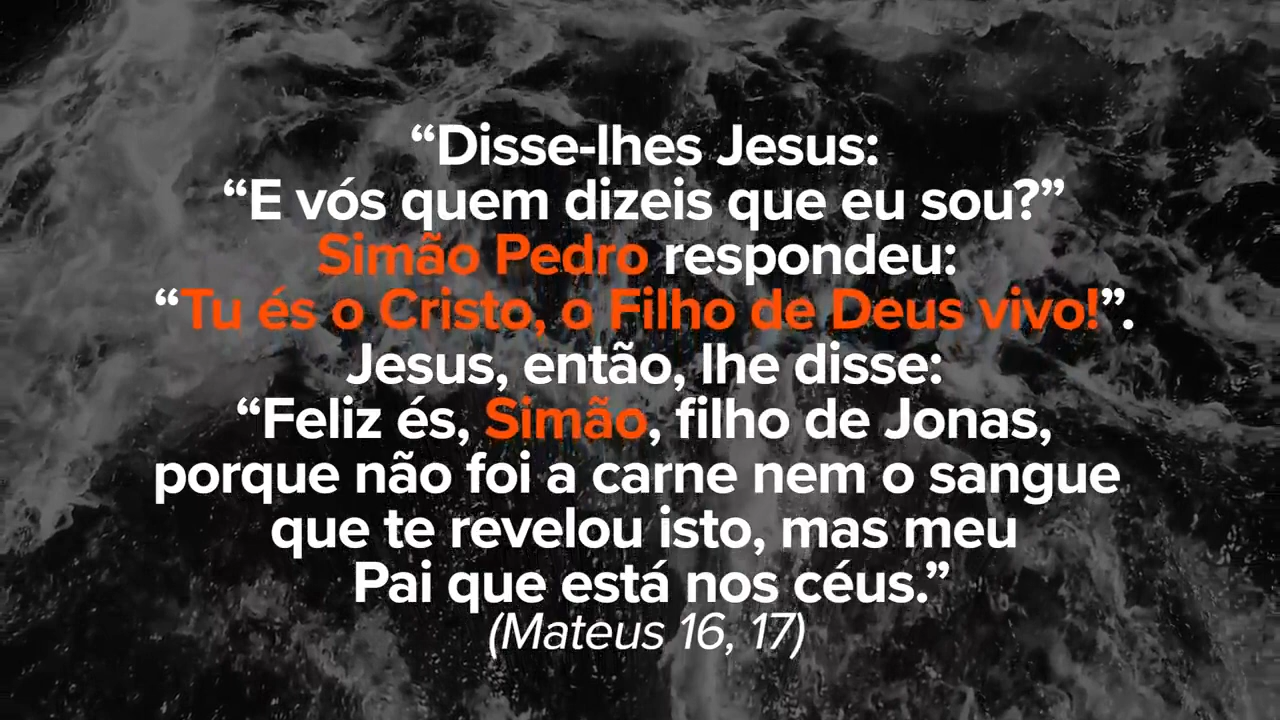 “Disse-lhes Jesus:
“E vós quem dizeis que eu sou?”
Simão Pedro respondeu:
“Tu és o Cristo, o Filho de Deus vivo!”.
Jesus, então, lhe disse:
“Feliz és, Simão, filho de Jonas,
porque não foi a carne nem o sangue
que te revelou isto, mas meu
Pai que está nos céus.”
(Mateus 16, 17)